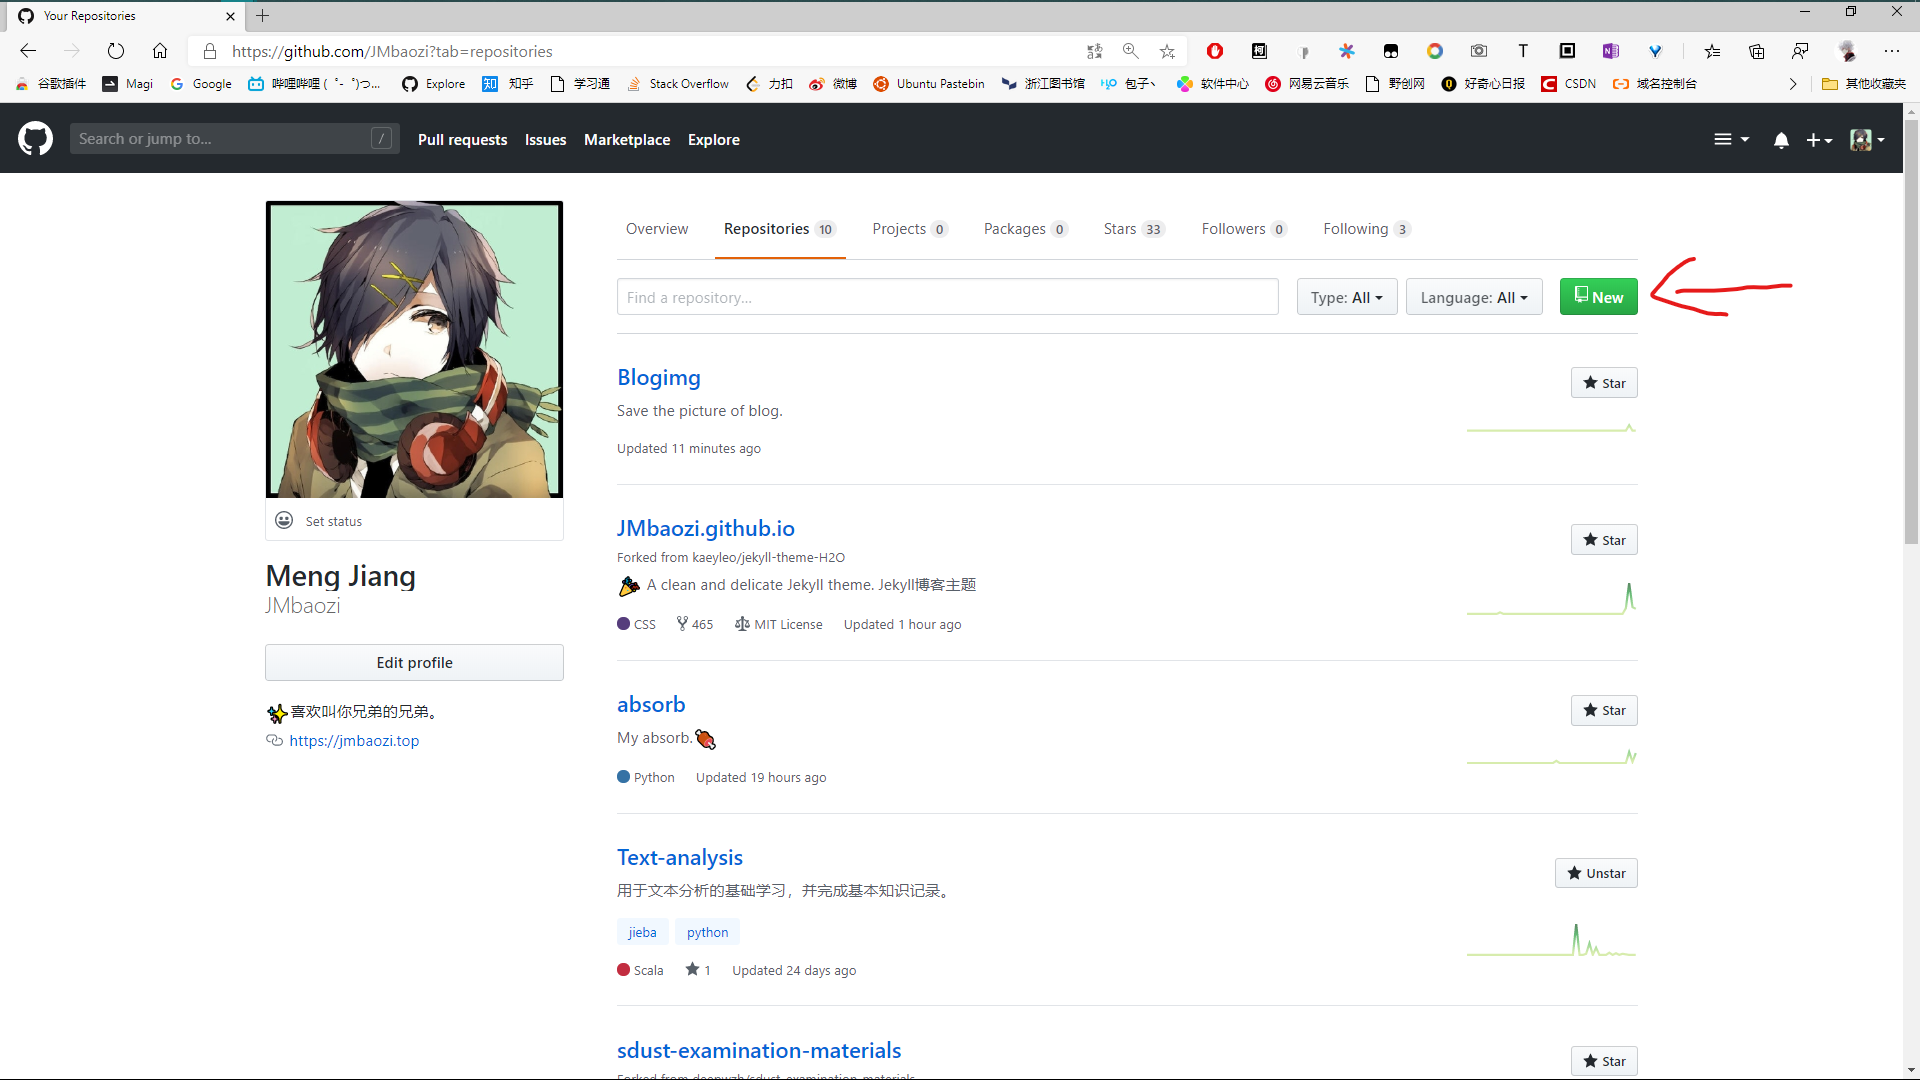 Your Repositories
https://github.com/JMbaozi?tab=repositories
谷歌插件 Magi Google 哔哩哔哩 ( ゜- ゜)つ... Explore 知乎 学习通 Stack Overflow 力扣 微博 Ubuntu Pastebin 浙江图书馆 包子丶 软件中心 网易云音乐 野创网 好奇心日报 CSDN 域名控制台 其他收藏夹
Search or jump to... / Pull requests Issues Marketplace Explore
Overview Repositories 10 Projects 0 Packages 0 Stars 33 Followers 0 Following 3
Find a repository... Type: All Language: All New
Blogimg
Star
Save the picture of blog.
Updated 11 minutes ago
Set status
JMbaozi.github.io
Star
Forked from kaeyleo/jekyll-theme-H2O
A clean and delicate Jekyll theme. Jekyll博客主题
CSS 465 MIT License Updated 1 hour ago
Meng Jiang
JMbaozi
Edit profile
喜欢叫你兄弟的兄弟。
https://jmbaozi.top
absorb
Star
My absorb.
Python Updated 19 hours ago
Text-analysis
Unstar
用于文本分析的基础学习，并完成基本知识记录。
jieba python
Scala 1 Updated 24 days ago
sdust-examination-materials
Star
Forked from deepwzh/sdust-examination-materials